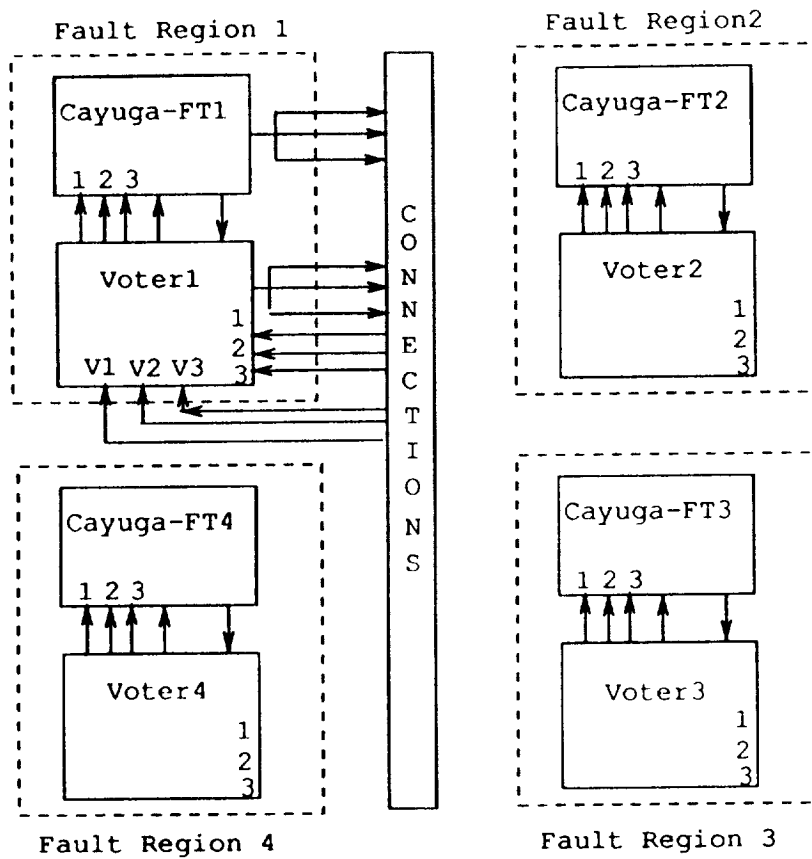 Fault Region 1
Cayuga-FT1
1 2 3
Voter1
1
2
3
V1 V2 V3
CONNECTIONS
Fault Region2
Cayuga-FT2
1 2 3
Voter2
1
2
3
Cayuga-FT4
1 2 3
Voter4
1
2
3
Fault Region 4
Cayuga-FT3
1 2 3
Voter3
1
2
3
Fault Region 3